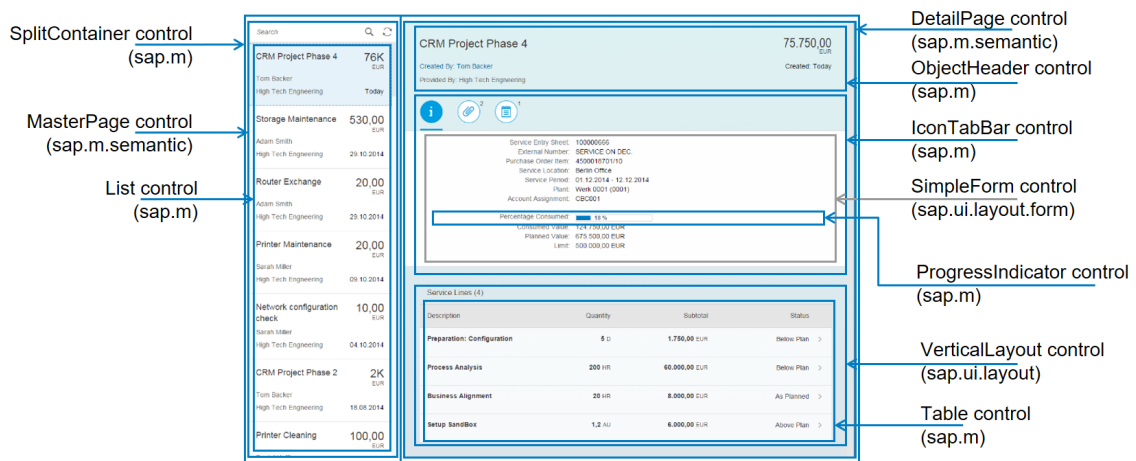 SplitContainer control
(sap.m)
MasterPage control
(sap.m.semantic)
List control
(sap.m)
Search
CRM Project Phase 4 76K
EUR
Tom Backer
High Tech Engineering Today
Storage Maintenance 530,00
EUR
Adam Smith
High Tech Engineering 29.10.2014
Router Exchange 20,00
EUR
Adam Smith
High Tech Engineering 29.10.2014
Printer Maintenance 20,00
EUR
Sarah Miller
High Tech Engineering 09.10.2014
Network configuration 10,00
check EUR
Sarah Miller
High Tech Engineering 04.10.2014
CRM Project Phase 2 2K
EUR
Tom Backer
High Tech Engineering 18.08.2014
Printer Cleaning 100,00
EUR
CRM Project Phase 4 75.750,00
EUR
Created By: Tom Backer Created: Today
Provided By: High Tech Engineering
i 2 1
Service Entry Sheet: 100000666
External Number: SERVICE ON DEC.
Purchase Order Item: 4500018701/10
Service Location: Berlin Office
Service Period: 01.12.2014 - 12.12.2014
Plant: Werk 0001 (0001)
Account Assignment: CBC001
Percentage Consumed: 18 %
Consumed Value: 124.750,00 EUR
Planned Value: 675.500,00 EUR
Limit: 500.000,00 EUR
Service Lines (4)
Description Quantity Subtotal Status
Preparation: Configuration 5 D 1.750,00 EUR Below Plan
Process Analysis 200 HR 60.000,00 EUR Below Plan
Business Alignment 20 HR 8.000,00 EUR As Planned
Setup SandBox 1,2 AU 6.000,00 EUR Above Plan
DetailPage control
(sap.m.semantic)
ObjectHeader control
(sap.m)
IconTabBar control
(sap.m)
SimpleForm control
(sap.ui.layout.form)
ProgressIndicator control
(sap.m)
VerticalLayout control
(sap.ui.layout)
Table control
(sap.m)